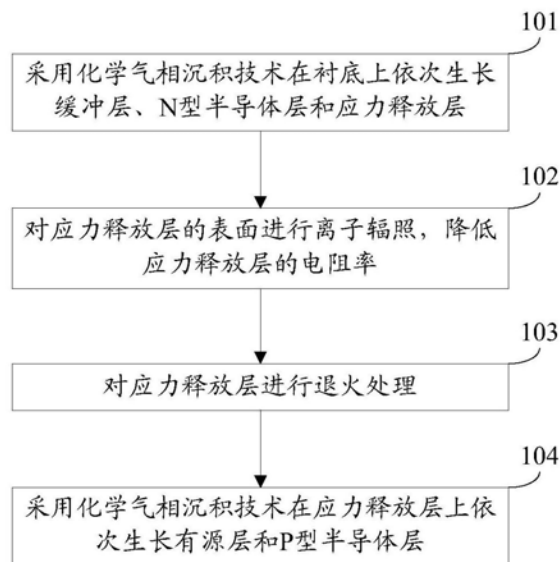 101
采用化学气相沉积技术在衬底上依次生长
缓冲层、N型半导体层和应力释放层
102
对应力释放层的表面进行离子辐照，降低
应力释放层的电阻率
103
对应力释放层进行退火处理
104
采用化学气相沉积技术在应力释放层上依
次生长有源层和P型半导体层